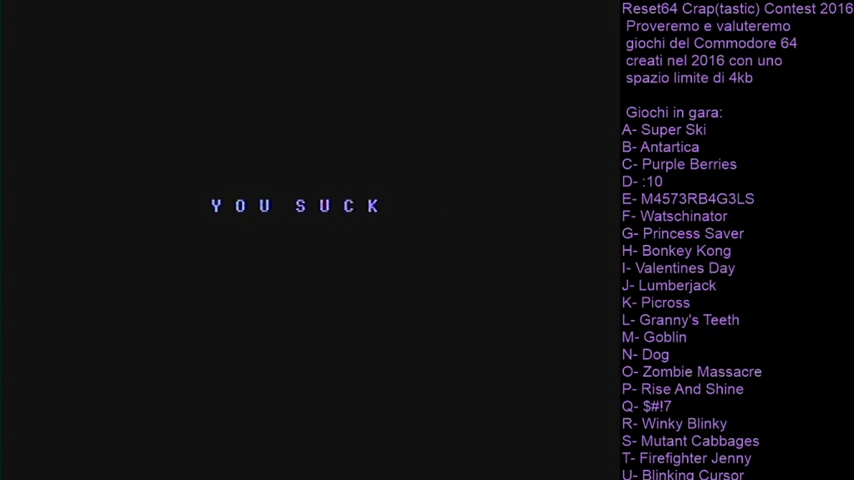 YOU SUCK
Reset64 Crap(tastic) Contest 2016
Proveremo e valuteremo
giochi del Commodore 64
creati nel 2016 con uno
spazio limite di 4kb
Giochi in gara:
A- Super Ski
B- Antartica
C- Purple Berries
D- :10
E- M4573RB4G3LS
F- Watschinator
G- Princess Saver
H- Bonkey Kong
I- Valentines Day
J- Lumberjack
K- Picross
L- Granny's Teeth
M- Goblin
N- Dog
O- Zombie Massacre
P- Rise And Shine
Q- $#!7
R- Winky Blinky
S- Mutant Cabbages
T- Firefighter Jenny
U- Blinking Cursor